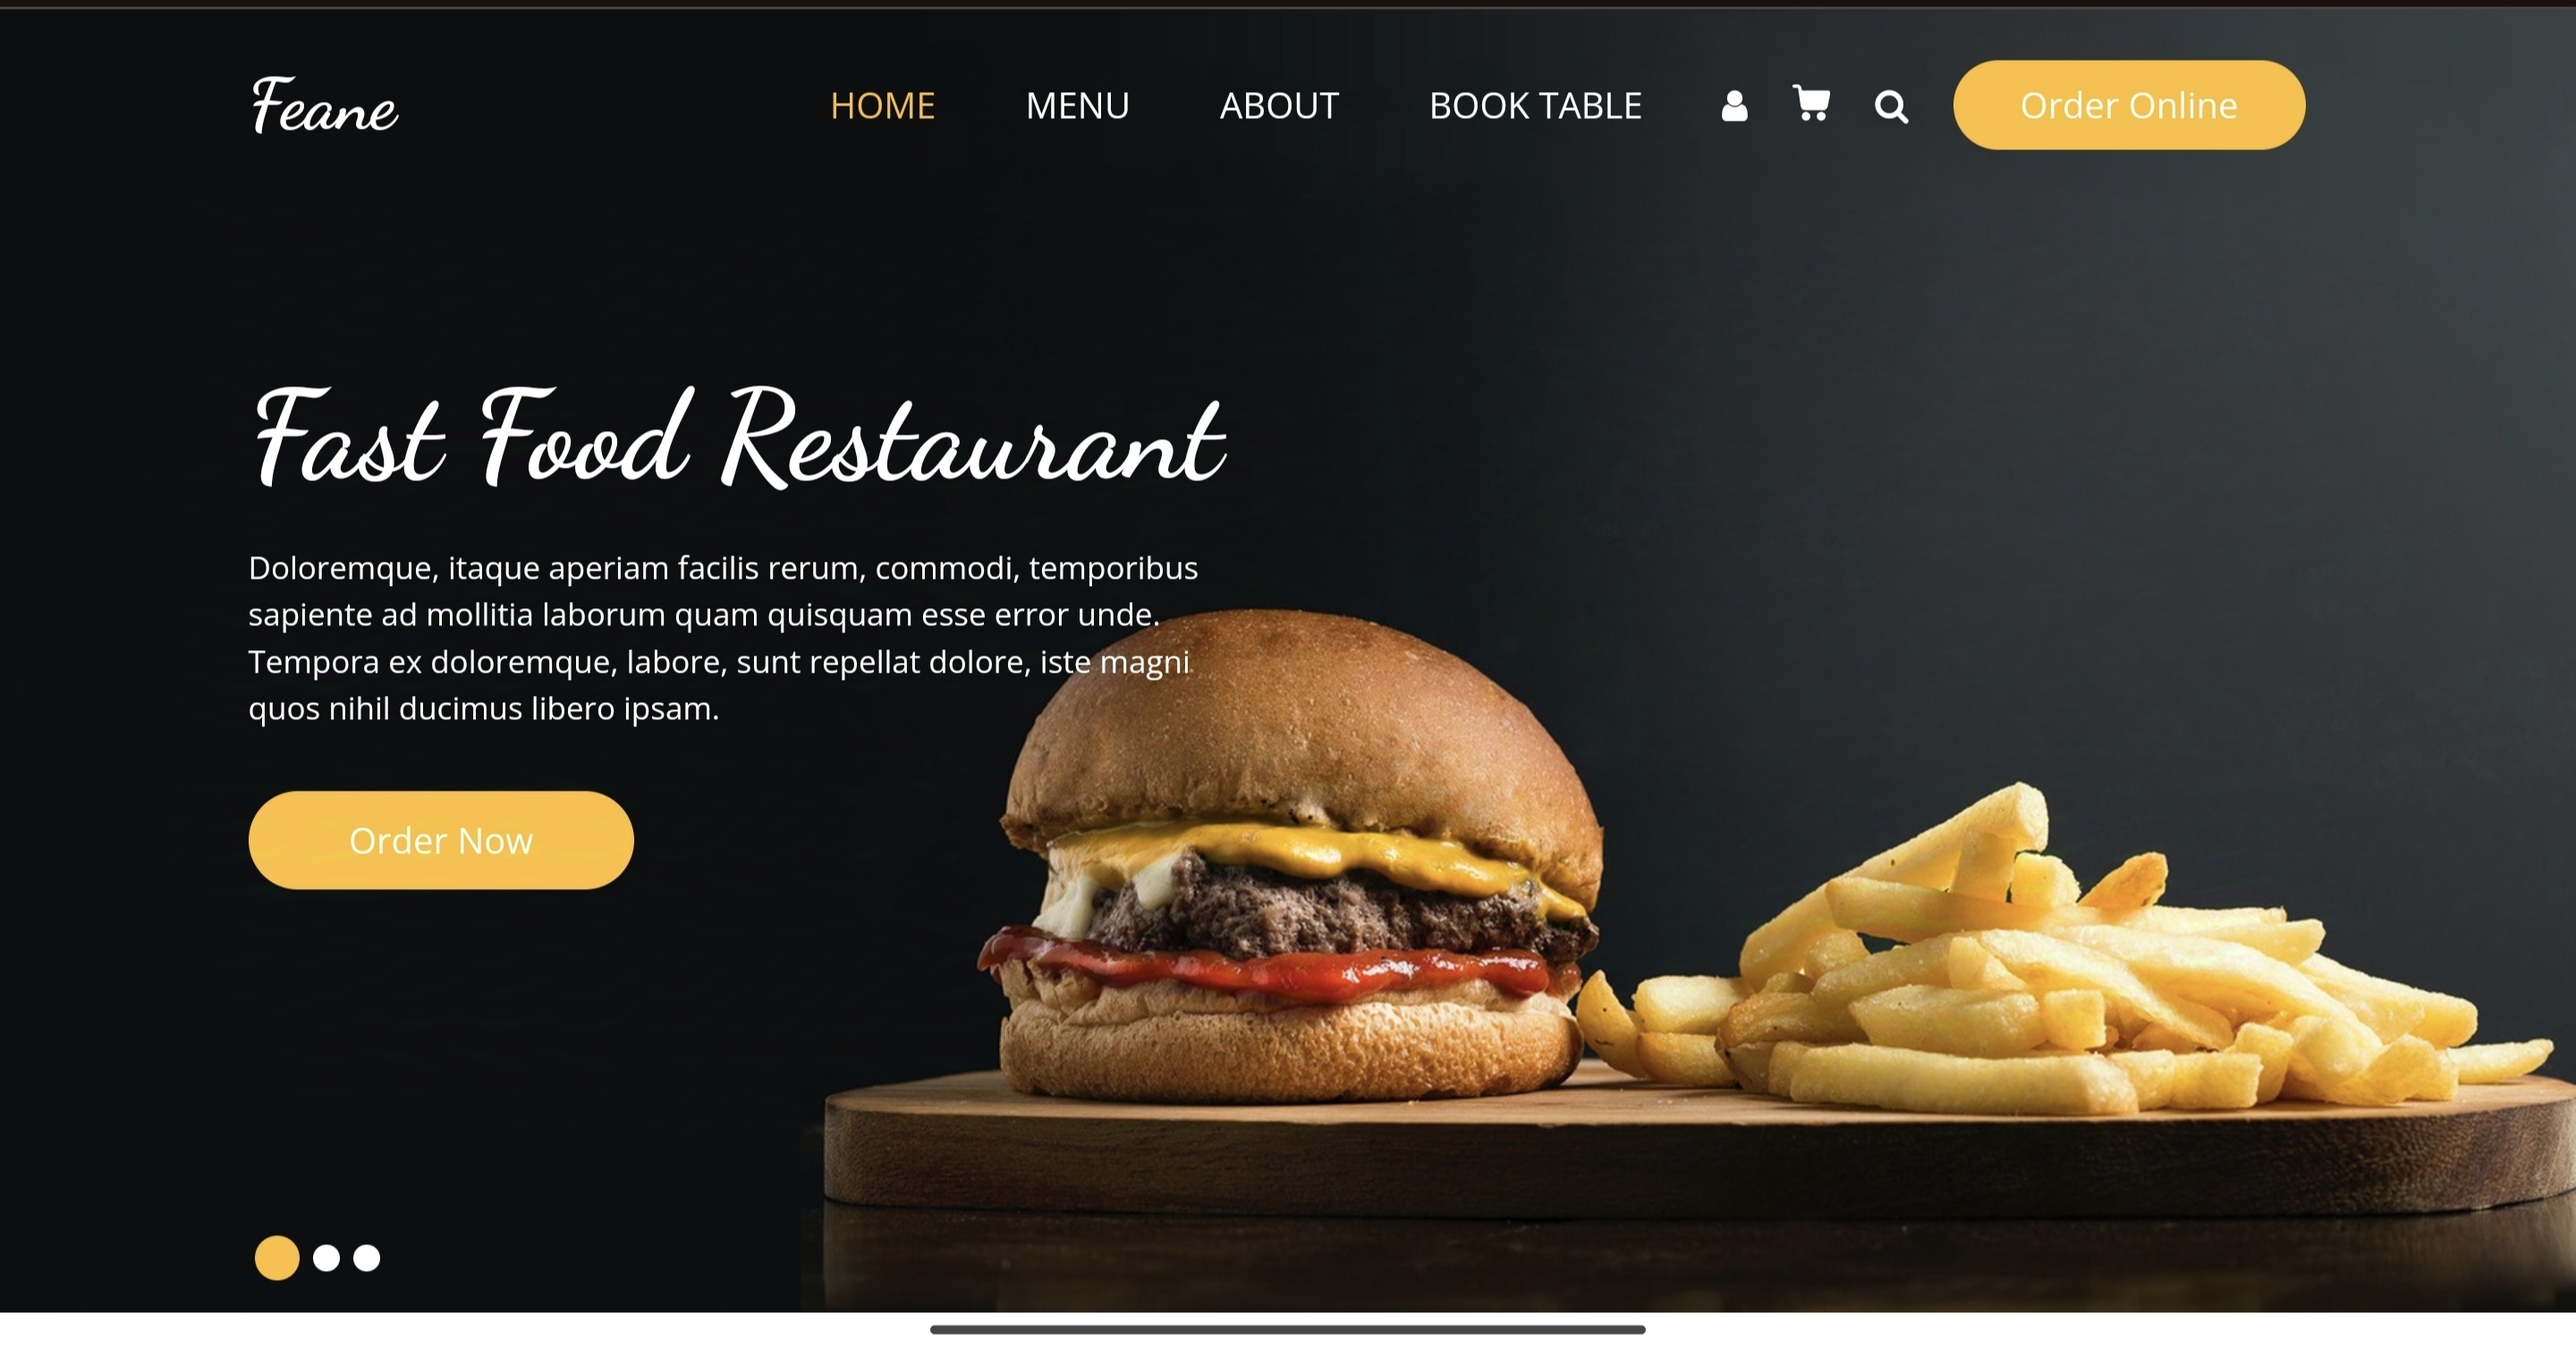 Feane
HOME
MENU
ABOUT
BOOK TABLE
Order Online
Fast Food Restaurant
Doloremque, itaque aperiam facilis rerum, commodi, temporibus
sapiente ad mollitia laborum quam quisquam esse error unde.
Tempora ex doloremque, labore, sunt repellat dolore, iste magni
quos nihil ducimus libero ipsam.
Order Now